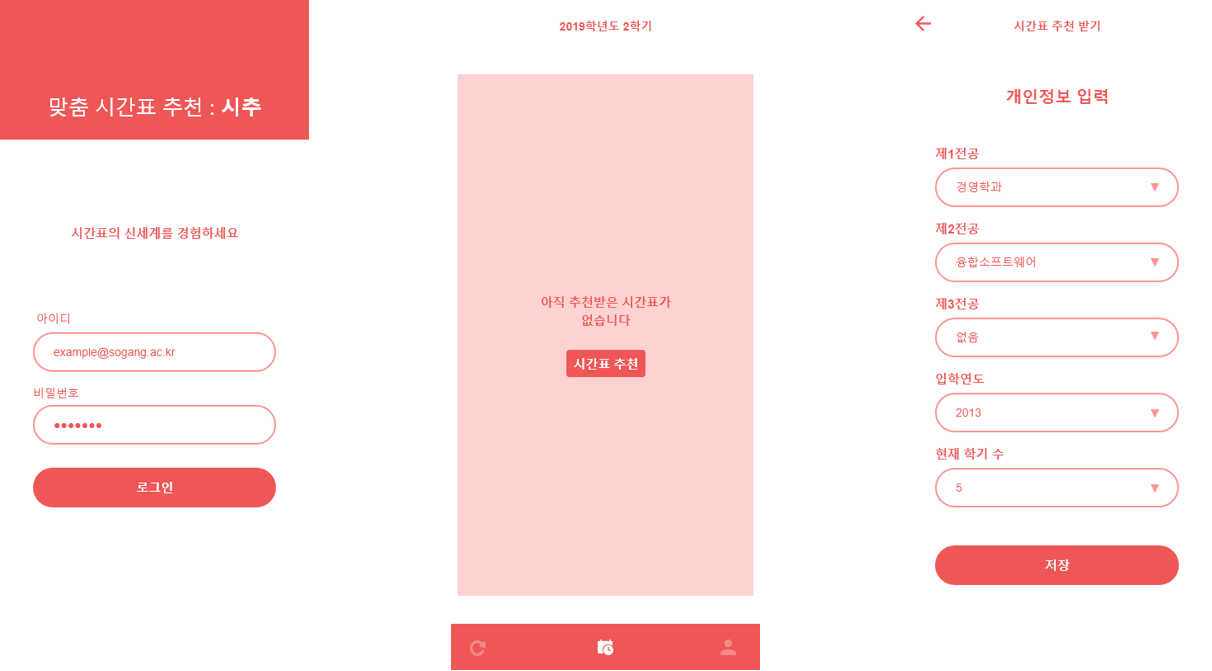 맞춤 시간표 추천 : 시추
시간표의 신세계를 경험하세요
아이디
example@sogang.ac.kr
비밀번호
●●●●●●●
로그인
2019학년도 2학기
아직 추천받은 시간표가
없습니다
시간표 추천
시간표 추천 받기
개인정보 입력
제1전공
경영학과
제2전공
융합소프트웨어
제3전공
없음
입학연도
2013
현재 학기 수
5
저장